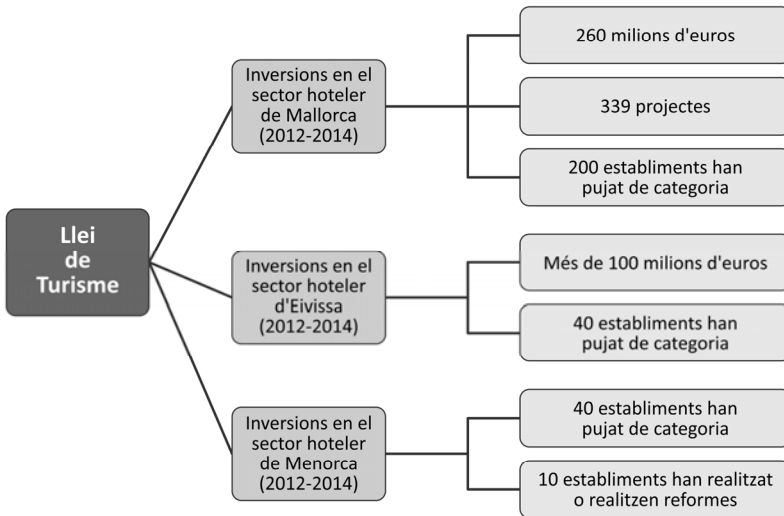 Llei
de
Turisme
Inversions en el
sector hoteler
de Mallorca
(2012-2014)
260 milions d'euros
339 projectes
200 establiments han
pujat de categoria
Inversions en el
sector hoteler
d'Eivissa
(2012-2014)
Més de 100 milions d'euros
40 establiments han
pujat de categoria
Inversions en el
sector hoteler
de Menorca
(2012-2014)
40 establiments han
pujat de categoria
10 establiments han realitzat
o realitzen reformes